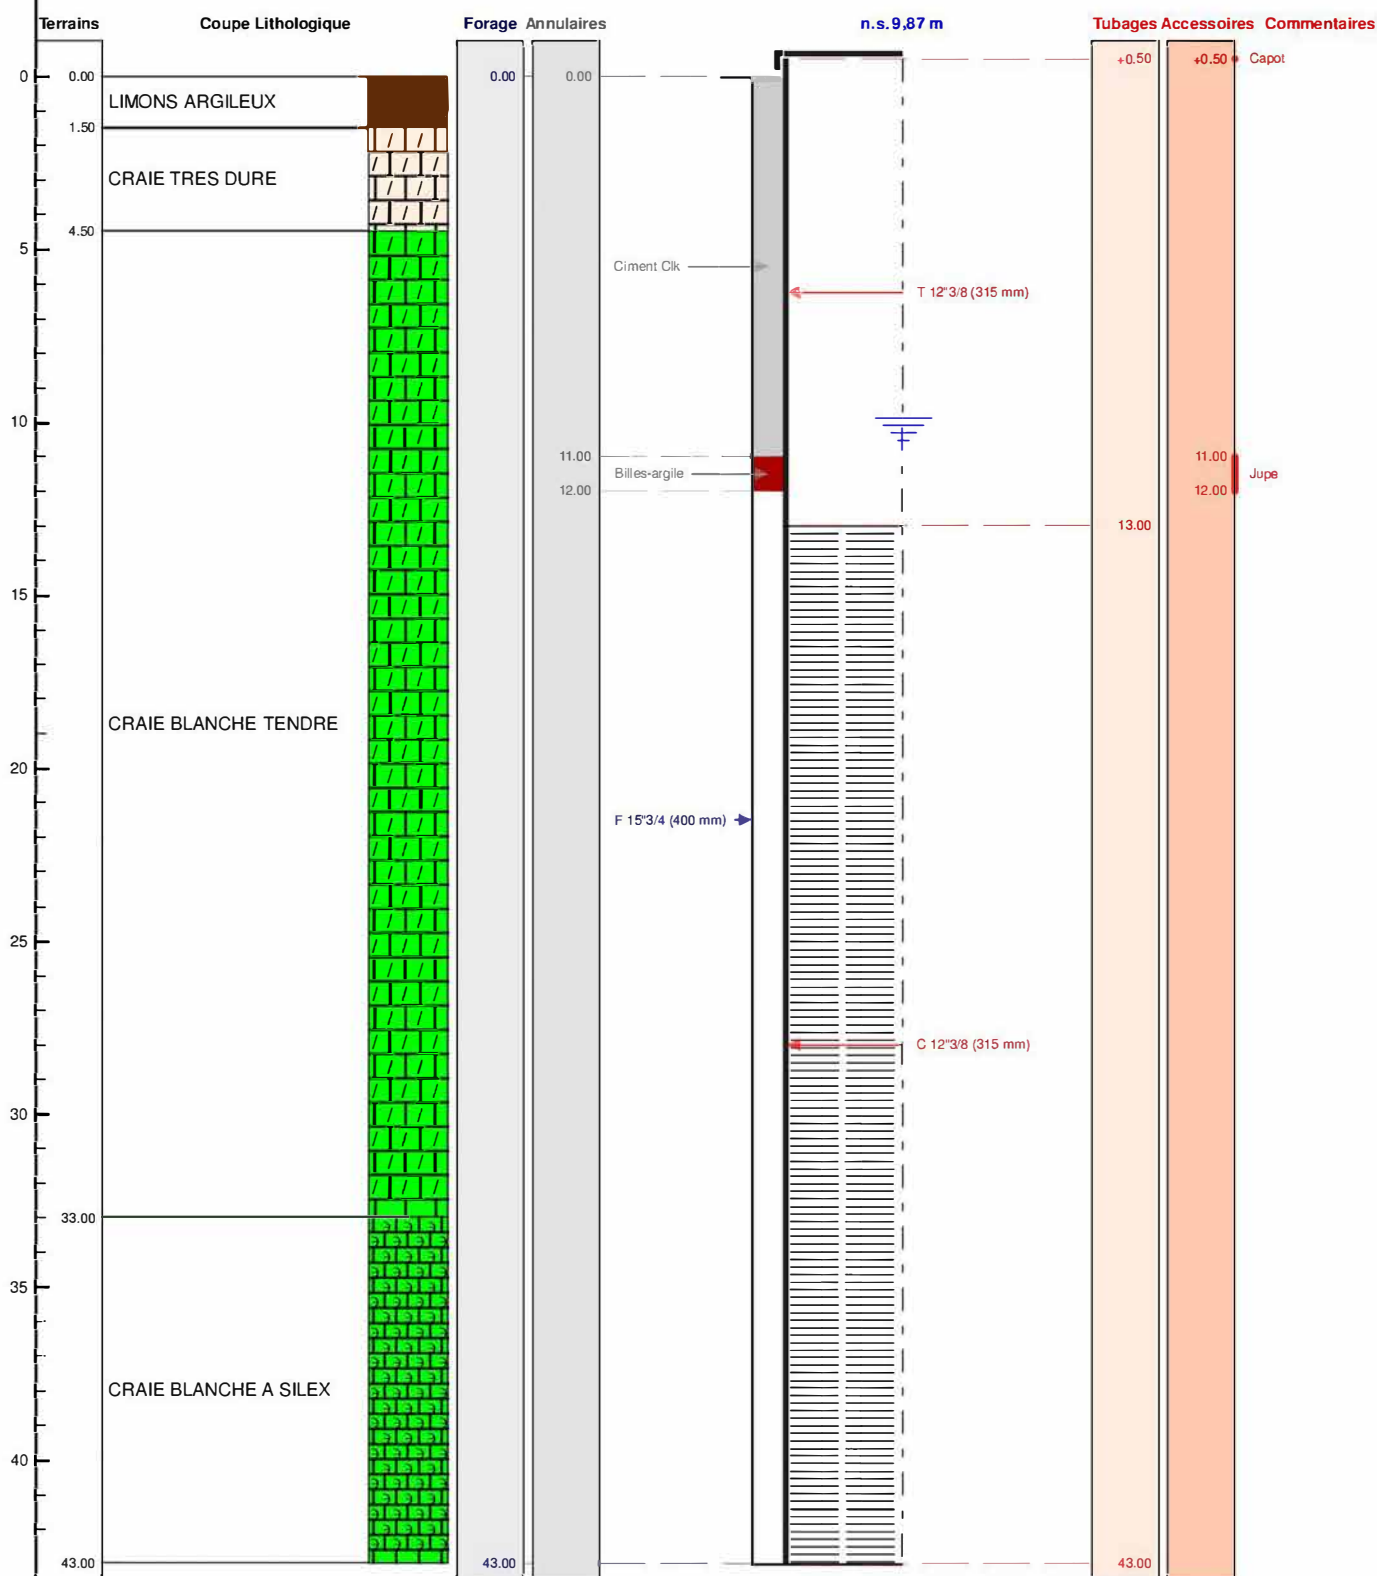 Terrains Coupe Lithologique Forage Annulaires n.s.9,87 m Tubages Accessoires Commentaires
+0.50 +0.50 Capot
0 0.00 0.00 0.00
LIMONS ARGILEUX
1.50
CRAIE TRES DURE
4.50
5
Ciment Clk
T 12"3/8 (315 mm)
10
11.00 11.00
Billes-argile Jupe
12.00 12.00
13.00
15
CRAIE BLANCHE TENDRE
20
F 15"3/4 (400 mm)
25
C 12"3/8 (315 mm)
30
33.00
35
CRAIE BLANCHE A SILEX
40
43.00 43.00 43.00